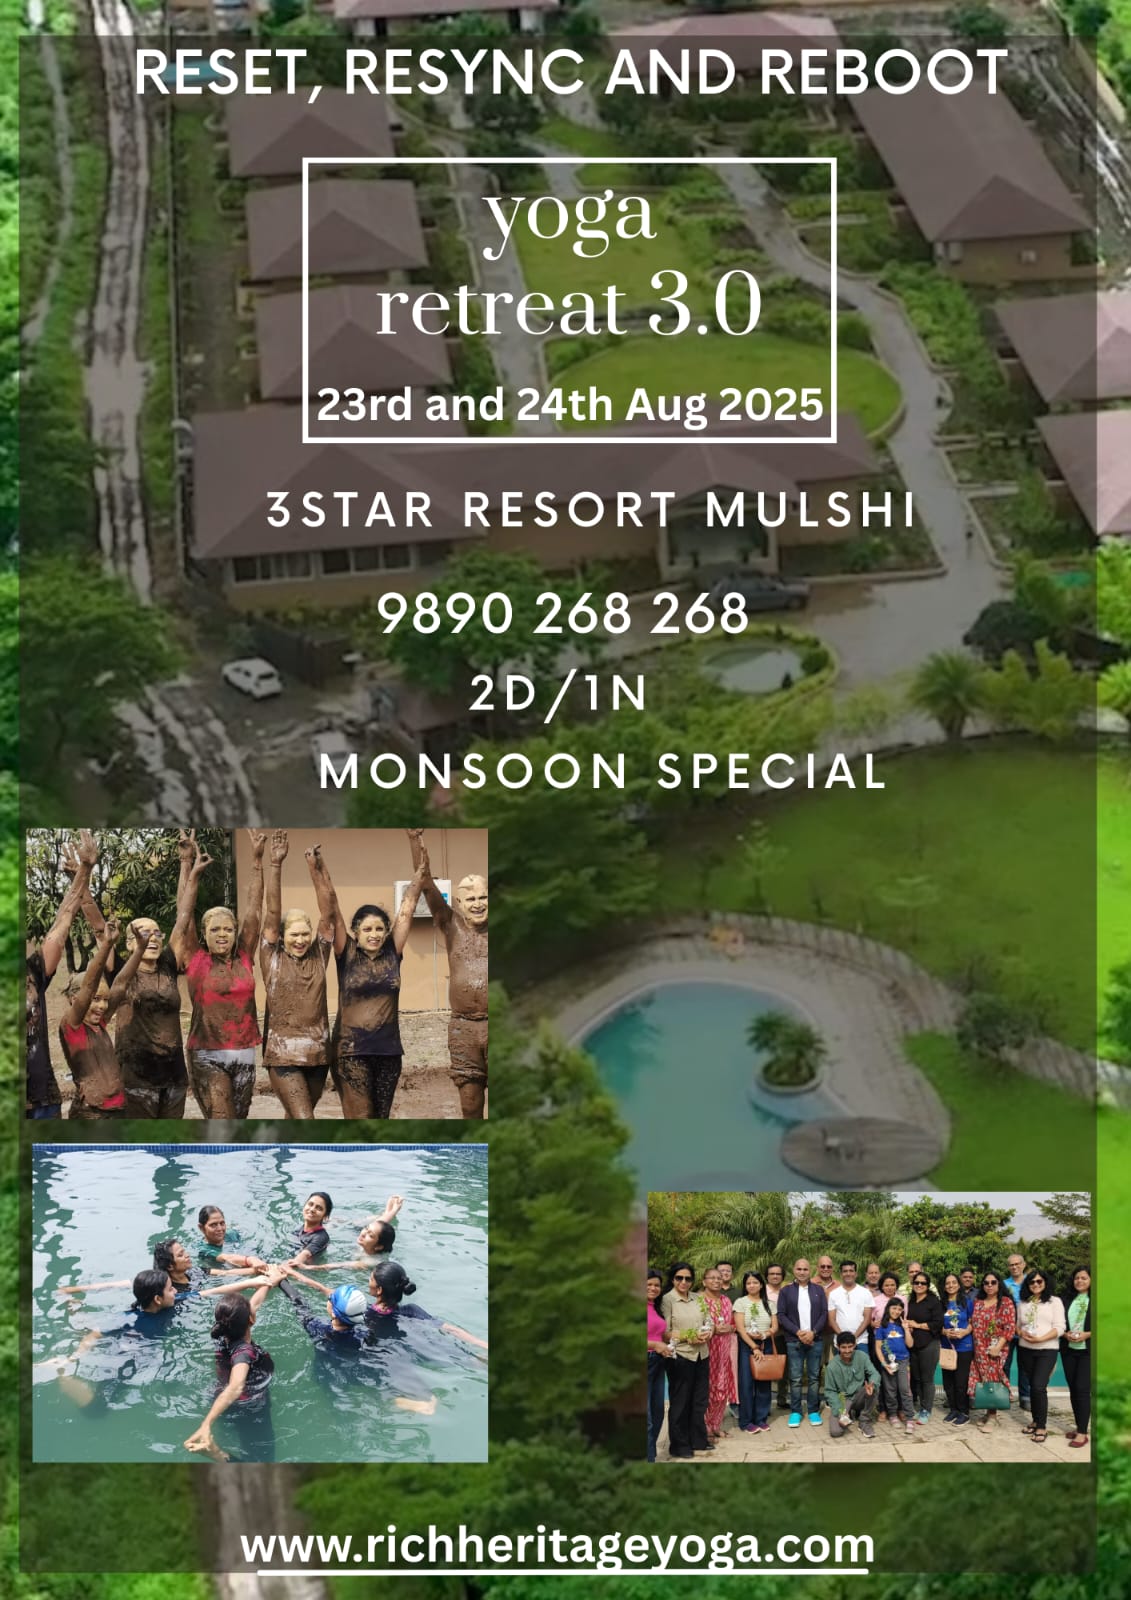 RESET, RESYNC AND REBOOT
yoga
retreat 3.0
23rd and 24th Aug 2025
3STAR RESORT MULSHI
9890 268 268
2D/1N
MONSOON SPECIAL
www.richheritageyoga.com